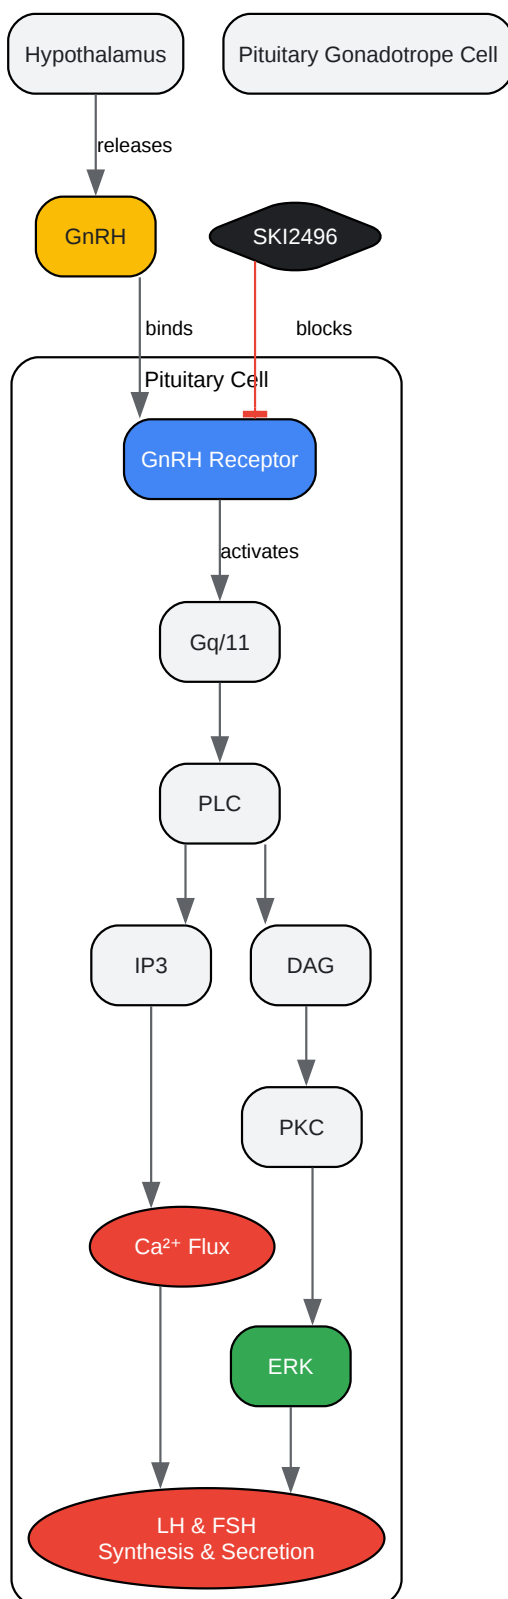 Hypothalamus
Pituitary Gonadotrope Cell
releases
GnRH
SKI2496
binds
blocks
Pituitary Cell
GnRH Receptor
activates
Gq/11
PLC
IP3
DAG
PKC
Ca²⁺ Flux
ERK
LH & FSH
Synthesis & Secretion